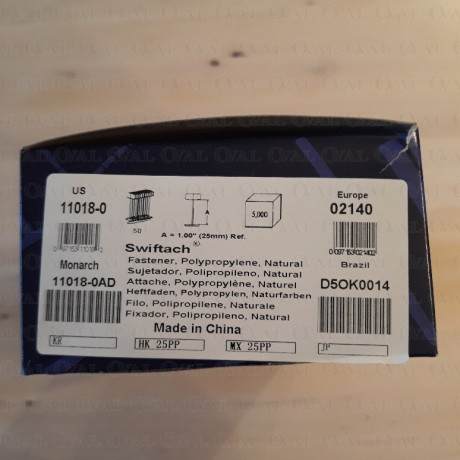 US
11018-0
50
A
A = 1.00" (25mm) Ref.
5,000
Europe
02140
Swiftach®
Fastener, Polypropylene, Natural
Sujetador, Polipropileno, Natural
Attache, Polypropylène, Naturel
Heftfaden, Polypropylen, Naturfarben
Filo, Polipropilene, Naturale
Fixador, Polipropileno, Natural
Made in China
Monarch
11018-0AD
Brazil
D5OK0014
KR
HK 25PP
MX 25PP
JP
OVAL